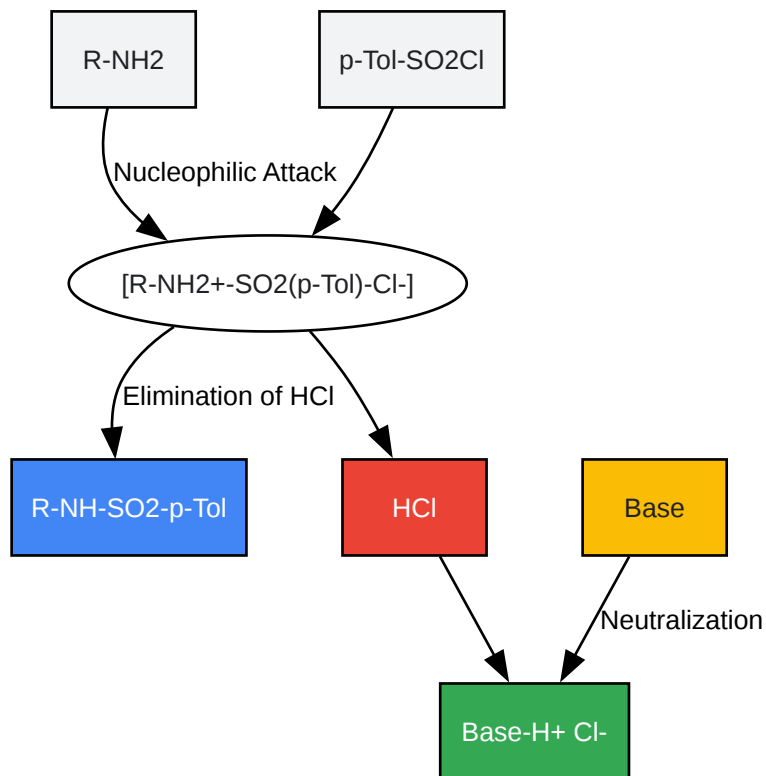 R-NH2
p-Tol-SO2Cl
Nucleophilic Attack
[R-NH2+-SO2(p-Tol)-Cl-]
Elimination of HCl
R-NH-SO2-p-Tol
HCl
Base
Neutralization
Base-H+ Cl-